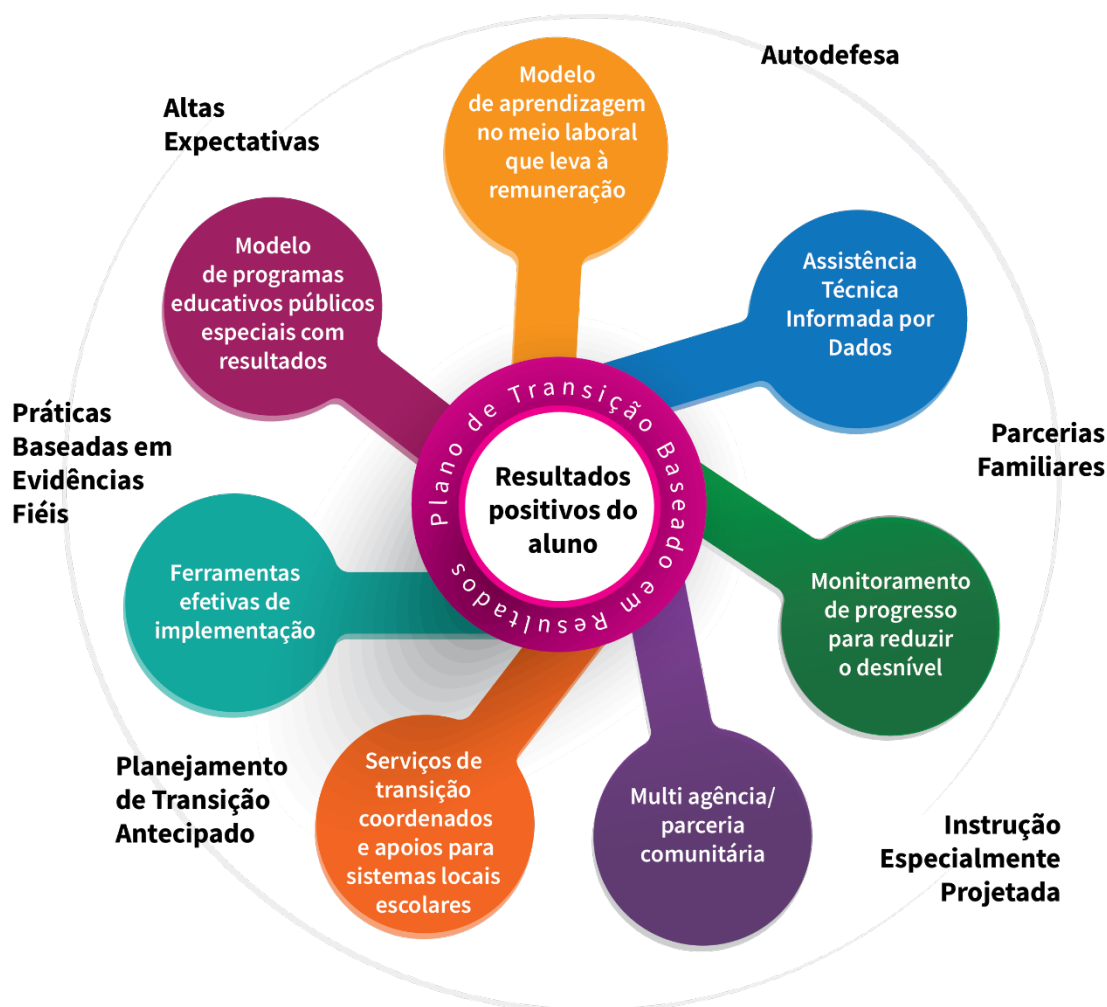 Autodefesa
Altas
Expectativas
Modelo
de aprendizagem
no meio laboral
que leva à
remuneração
Modelo
de programas
educativos públicos
especiais com
resultados
Assistência
Técnica
Informada por
Dados
Práticas
Baseadas em
Evidências
Fiéis
Parcerias
Familiares
Plano de Transição Baseado em Resultados
Resultados
positivos do
aluno
Ferramentas
efetivas de
implementação
Monitoramento
de progresso
para reduzir
o desnível
Planejamento
de Transição
Antecipado
Serviços de
transição
coordenados
e apoios para
sistemas locais
escolares
Multi agência/
parceria
comunitária
Instrução
Especialmente
Projetada